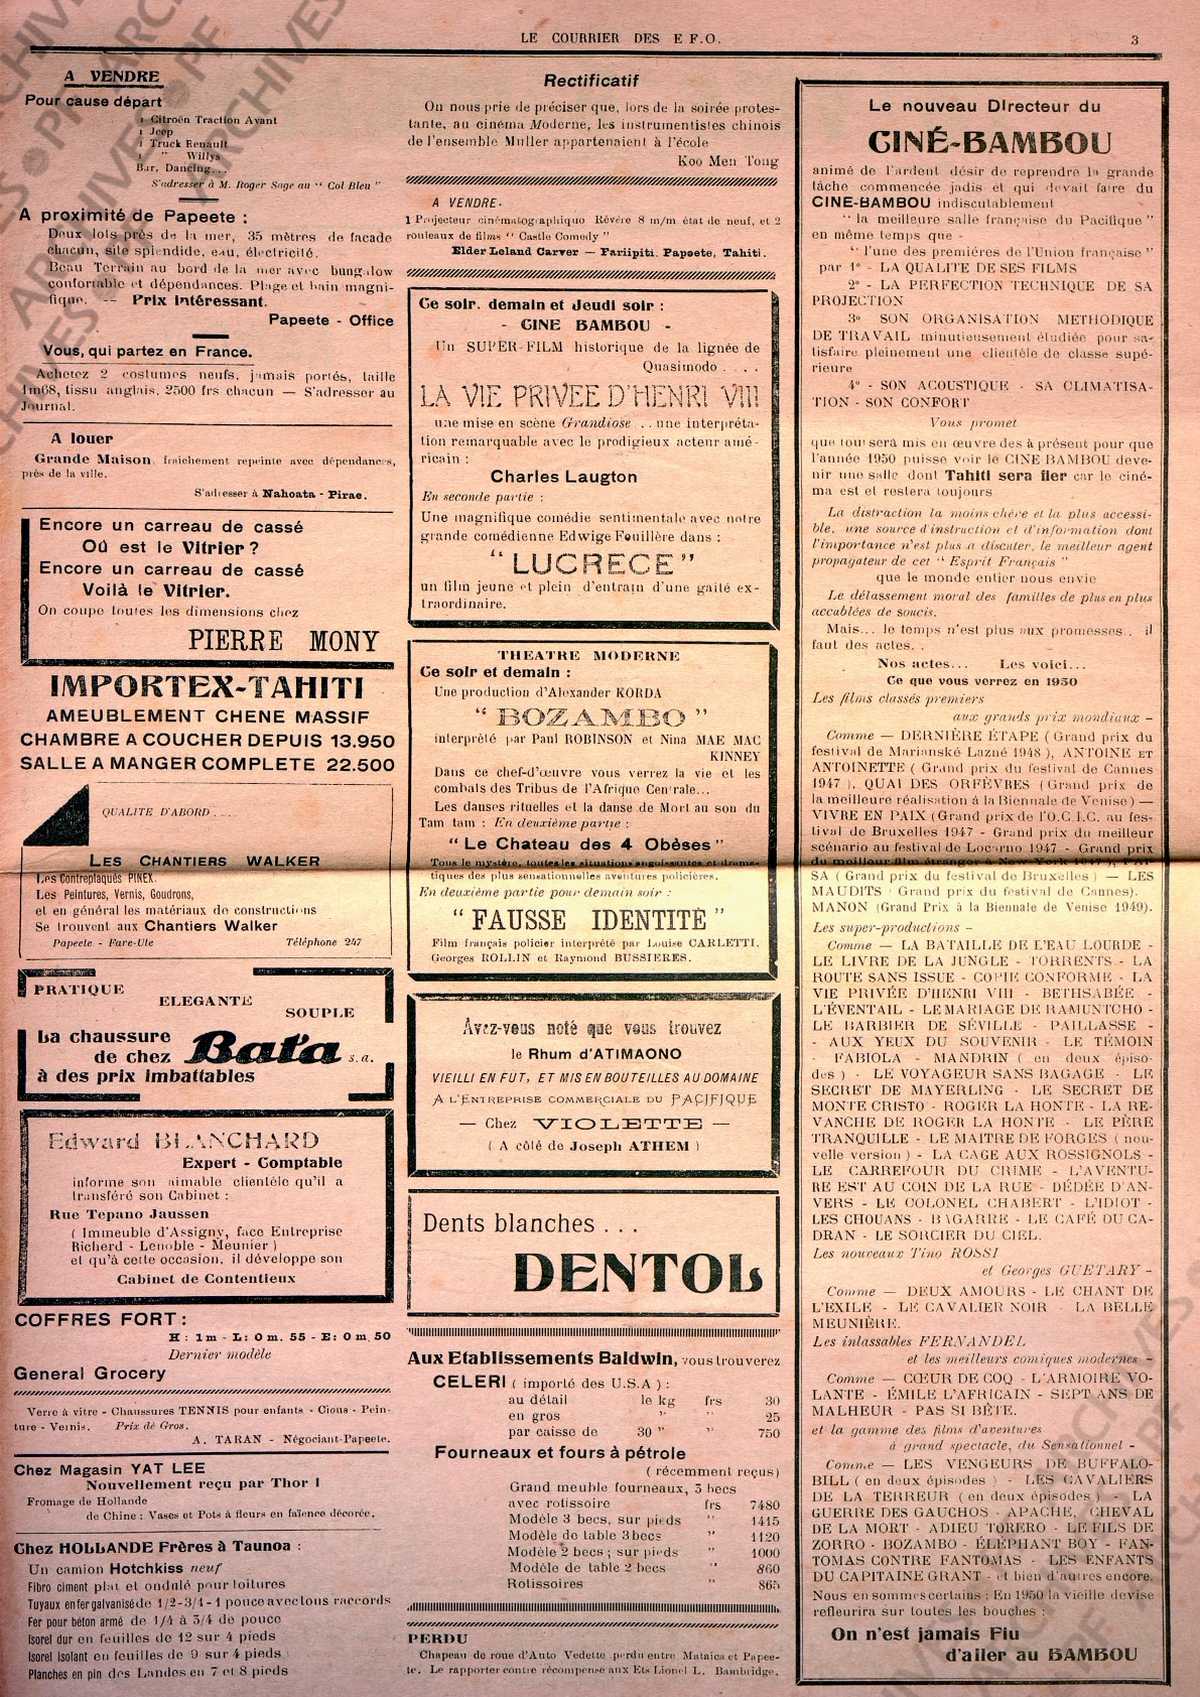 LE COURRIER DES E F.O.
3
A VENDRE
Pour cause départ
1 Citroën Traction Avant
1 Jeep
1 Truck Renault
1 " Willys
Bar, Dancing...
S'adresser à M. Roger Sage au " Col Bleu "
A proximité de Papeete :
Deux lots près de la mer, 35 mètres de facade
chacun, site splendide, eau, électricité.
Beau Terrain au bord de la mer avec bungalow
confortable et dépendances. Plage et bain magni-
fique. -- Prix intéressant.
Papeete - Office
Vous, qui partez en France.
Achetez 2 costumes neufs, jamais portés, taille
1m68, tissu anglais, 2500 frs chacun — S'adresser au
Journal.
A louer
Grande Maison, fraichement repeinte avec dépendances,
près de la ville.
S'adresser à Nahoata - Pirae.
Encore un carreau de cassé
Où est le Vitrier ?
Encore un carreau de cassé
Voilà le Vitrier.
On coupe toutes les dimensions chez
PIERRE MONY
IMPORTEX-TAHITI
AMEUBLEMENT CHENE MASSIF
CHAMBRE A COUCHER DEPUIS 13.950
SALLE A MANGER COMPLETE 22.500
QUALITE D'ABORD .....
LES CHANTIERS WALKER
Les Contreplaqués PINEX.
Les Peintures, Vernis, Goudrons,
et en général les matériaux de constructions
Se trouvent aux Chantiers Walker
Papeete - Fare-Ute Téléphone 247
PRATIQUE
ELEGANTE
SOUPLE
La chaussure
de chez Bat'a s.a.
à des prix imbattables
Edward BLANCHARD
Expert - Comptable
informe son aimable clientèle qu'il a
transféré son Cabinet :
Rue Tepano Jaussen
( Immeuble d'Assigny, face Entreprise
Richerd - Lenoble - Meunier )
et qu'à cette occasion, il développe son
Cabinet de Contentieux
COFFRES FORT :
H : 1m - L: 0 m. 55 - E: 0 m. 50
Dernier modèle
General Grocery
Verre à vitre - Chaussures TENNIS pour enfants - Clous - Pein-
ture - Vernis. Prix de Gros.
A. TARAN - Négociant-Papeete.
Chez Magasin YAT LEE
Nouvellement reçu par Thor I
Fromage de Hollande
de Chine : Vases et Pots à fleurs en faïence décorée.
Chez HOLLANDE Frères à Taunoa :
Un camion Hotchkiss neuf
Fibro ciment plat et ondulé pour toitures
Tuyaux en fer galvanisé de 1/2 -3/4 - 1 pouce avec tons raccords
Fer pour béton armé de 1/4 à 3/4 de pouce
Isorel dur en feuilles de 12 sur 4 pieds
Isorel Isolant en feuilles de 9 sur 4 pieds
Planches en pin des Landes en 7 et 8 pieds
Rectificatif
On nous prie de préciser que, lors de la soirée protes-
tante, au cinéma Moderne, les instrumentistes chinois
de l'ensemble Muller appartenaient à l'école
Koo Men Tong
A VENDRE.
1 Projecteur cinématographiquo Révère 8 m/m état de neuf, et 2
rouleaux de films " Castle Comedy "
Elder Leland Carver — Fariipiti. Papeete, Tahiti.
Ce soir. demain et Jeudi soir :
- CINE BAMBOU -
Un SUPER-FILM historique de la lignée de
Quasimodo . . . .
LA VIE PRIVEE D'HENRI VIII
une mise en scène Grandiose . . une interpréta-
tion remarquable avec le prodigieux acteur amé-
ricain :
Charles Laugton
En seconde partie :
Une magnifique comédie sentimentale avec notre
grande comédienne Edwige Feuillère dans :
" LUCRECE "
un film jeune et plein d'entrain d'une gaité ex-
traordinaire.
THEATRE MODERNE
Ce soir et demain :
Une production d'Alexander KORDA
" BOZAMBO "
interprété par Paul ROBINSON et Nina MAE MAC
KINNEY
Dans ce chef-d'œuvre vous verrez la vie et les
combats des Tribus de l'Afrique Centrale...
Les danses rituelles et la danse de Mort au son du
Tam tam : En deuxième partie :
" Le Chateau des 4 Obèses "
Tous le mystère, toutes les situations angoissantes et drama-
tiques des plus sensationnelles aventures policières.
En deuxième partie pour demain soir :
" FAUSSE IDENTITÉ "
Film français policier interprété par Louise CARLETTI.
Georges ROLLIN et Raymond BUSSIERES.
Avez-vous noté que vous trouvez
le Rhum d'ATIMAONO
VIEILLI EN FUT, ET MIS EN BOUTEILLES AU DOMAINE
A L'ENTREPRISE COMMERCIALE DU PACIFIQUE
— Chez VIOLETTE —
( A côté de Joseph ATHEM )
Dents blanches . . .
DENTOL
Aux Etablissements Baldwin, vous trouverez
CELERI ( importé des U.S.A ) :
au détail le kg frs 30
en gros " " 25
par caisse de 30 " " 750
Fourneaux et fours à pétrole
( récemment reçus)
Grand meuble fourneaux, 3 becs
avec rotissoire frs 7480
Modèle 3 becs, sur pieds " 1415
Modèle de table 3 becs " 1120
Modèle 2 becs ; sur pieds " 1000
Modèle de table 2 becs " 860
Rotissoires " 865
PERDU
Chapeau de roue d'Auto Vedette perdu entre Mataiea et Papee-
te. Le rapporter contre récompense aux Ets Lionel L. Bambridge.
Le nouveau Directeur du
CINÉ-BAMBOU
animé de l'ardent désir de reprendre la grande
tâche commencée jadis et qui devait faire du
CINE-BAMBOU indiscutablement
" la meilleure salle française du Pacifique "
en même temps que -
" l'une des premières de l'Union française "
par 1° - LA QUALITE DE SES FILMS
2° - LA PERFECTION TECHNIQUE DE SA
PROJECTION
3° SON ORGANISATION METHODIQUE
DE TRAVAIL minutieusement étudiée pour sa-
tisfaire pleinement une clientèle de classe supé-
rieure
4° - SON ACOUSTIQUE - SA CLIMATISA-
TION - SON CONFORT
Vous promet
que tout sera mis en œuvre dès à présent pour que
l'année 1950 puisse voir le CINE BAMBOU deve-
nir une salle dont Tahiti sera fier car le ciné-
ma est et restera toujours
La distraction la moins chère et la plus accessi-
ble, une source d'instruction et d'information dont
l'importance n'est plus a discuter, le meilleur agent
propagateur de cet " Esprit Français "
que le monde entier nous envie
Le délassement moral des familles de plus en plus
accablées de soucis.
Mais... le temps n'est plus aux promesses . il
faut des actes. .
Nos actes... Les voici...
Ce que vous verrez en 1950
Les films classés premiers
aux grands prix mondiaux -
Comme — DERNIÈRE ÉTAPE ( Grand prix du
festival de Marianské Lazné 1948 ), ANTOINE ET
ANTOINETTE ( Grand prix du festival de Cannes
1947 ), QUAI DES ORFÈVRES (Grand prix de
la meilleure réalisation à la Biennale de Venise) —
VIVRE EN PAIX (Grand prix de l'O.C.I.C. au fes-
tival de Bruxelles 1947 - Grand prix du meilleur
scénario au festival de Locarno 1947 - Grand prix
du meilleur film étranger à New-York 1947 ), PAI-
SA ( Grand prix du festival de Bruxelles ) — LES
MAUDITS ( Grand prix du festival de Cannes).
MANON (Grand Prix à la Biennale de Venise 1949).
Les super-productions -
Comme — LA BATAILLE DE L'EAU LOURDE -
LE LIVRE DE LA JUNGLE - TORRENTS - LA
ROUTE SANS ISSUE - COPIE CONFORME - LA
VIE PRIVÉE D'HENRI VIII - BETHSABÉE -
L'ÉVENTAIL - LE MARIAGE DE RAMUNTCHO -
LE BARBIER DE SÉVILLE - PAILLASSE -
- AUX YEUX DU SOUVENIR - LE TÉMOIN
- FABIOLA - MANDRIN ( en deux épiso-
des ) - LE VOYAGEUR SANS BAGAGE - LE
SECRET DE MAYERLING - LE SECRET DE
MONTE CRISTO - ROGER LA HONTE - LA RE-
VANCHE DE ROGER LA HONTE - LE PÈRE
TRANQUILLE - LE MAITRE DE FORGES ( nou-
velle version ) - LA CAGE AUX ROSSIGNOLS -
LE CARREFOUR DU CRIME - L'AVENTU-
RE EST AU COIN DE LA RUE - DÉDÉE D'AN-
VERS - LE COLONEL CHABERT - L'IDIOT -
LES CHOUANS - BAGARRE - LE CAFÉ DU CA-
DRAN - LE SORCIER DU CIEL.
Les nouveaux Tino ROSSI
et Georges GUETARY -
Comme — DEUX AMOURS - LE CHANT DE
L'EXILE - LE CAVALIER NOIR - LA BELLE
MEUNIÈRE.
Les inlassables FERNANDEL
et les meilleurs comiques modernes -
Comme — CŒUR DE COQ - L'ARMOIRE VO-
LANTE - ÉMILE L'AFRICAIN - SEPT ANS DE
MALHEUR - PAS SI BÊTE.
et la gamme des films d'aventures
à grand spectacle, du Sensationnel -
Comme — LES VENGEURS DE BUFFALO-
BILL ( en deux épisodes ) - LES CAVALIERS
DE LA TERREUR ( en deux épisodes ) - LA
GUERRE DES GAUCHOS - APACHE, CHEVAL
DE LA MORT - ADIEU TORERO - LE FILS DE
ZORRO - BOZAMBO - ÉLÉPHANT BOY - FAN-
TOMAS CONTRE FANTOMAS - LES ENFANTS
DU CAPITAINE GRANT - et bien d'autres encore.
Nous en sommes certains : En 1950 la vieille devise
refleurira sur toutes les bouches :
On n'est jamais Fiu
d'aller au BAMBOU